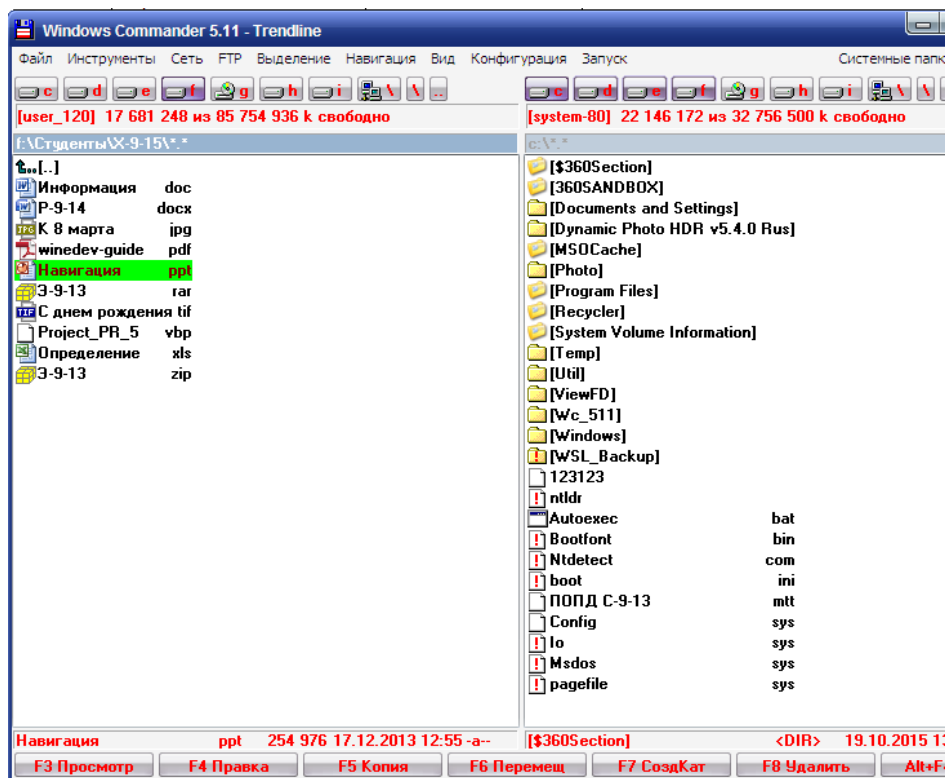 Windows Commander 5.11 - Trendline
Файл Инструменты Сеть FTP Выделение Навигация Вид Конфигурация Запуск Системные папк
c d e f g h i \ \ .. c d e f g h i \ \
[user_120] 17 681 248 из 85 754 936 k свободно
[system-80] 22 146 172 из 32 756 500 k свободно
f:\Студенты\Х-9-15\*.*
c:\*.*
[..]
Информация doc
Р-9-14 docx
К 8 марта jpg
winedev-guide pdf
Навигация ppt
Э-9-13 rar
С днем рождения tif
Project_PR_5 vbp
Определение xls
Э-9-13 zip
[$360Section]
[360SANDBOX]
[Documents and Settings]
[Dynamic Photo HDR v5.4.0 Rus]
[MSOCache]
[Photo]
[Program Files]
[Recycler]
[System Volume Information]
[Temp]
[Util]
[ViewFD]
[Wc_511]
[Windows]
[WSL_Backup]
123123
ntldr
Autoexec bat
Bootfont bin
Ntdetect com
boot ini
ПОПД С-9-13 mtt
Config sys
Io sys
Msdos sys
pagefile sys
Навигация ppt 254 976 17.12.2013 12:55 -a--
[$360Section] <DIR> 19.10.2015 13
F3 Просмотр F4 Правка F5 Копия F6 Перемещ F7 СоздКат F8 Удалить Alt+F